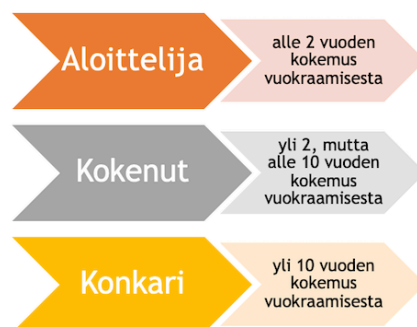 Aloittelija
alle 2 vuoden
kokemus
vuokraamisesta
Kokenut
yli 2, mutta
alle 10 vuoden
kokemus
vuokraamisesta
Konkari
yli 10 vuoden
kokemus
vuokraamisesta